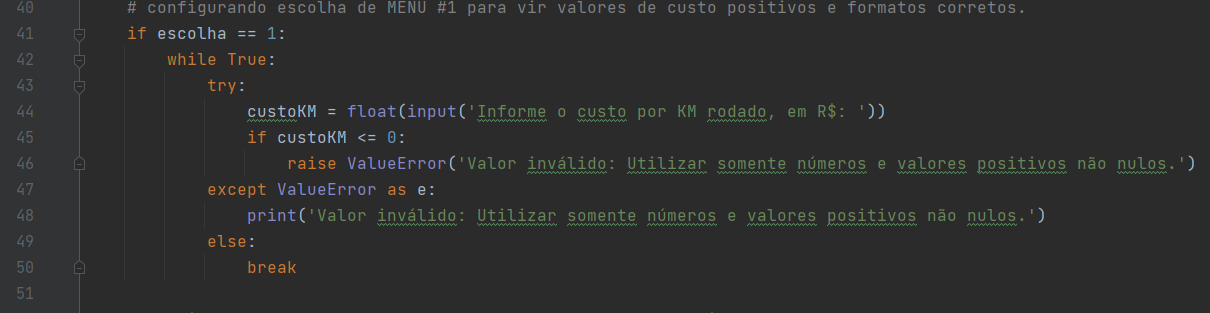 40 # configurando escolha de MENU #1 para vir valores de custo positivos e formatos corretos.
41 if escolha == 1:
42 while True:
43 try:
44 custoKM = float(input('Informe o custo por KM rodado, em R$: '))
45 if custoKM <= 0:
46 raise ValueError('Valor inválido: Utilizar somente números e valores positivos não nulos.')
47 except ValueError as e:
48 print('Valor inválido: Utilizar somente números e valores positivos não nulos.')
49 else:
50 break
51